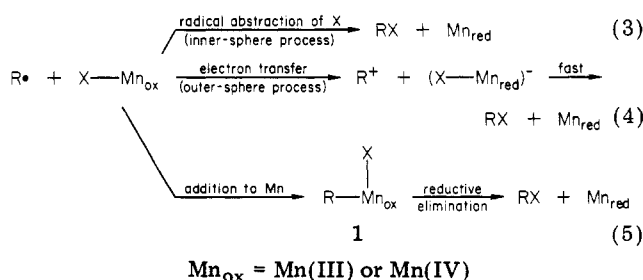 radical abstraction of X
(inner-sphere process)
RX + Mnred (3)
R• + X—Mnox
electron transfer
(outer-sphere process)
R+ + (X—Mnred)− fast
RX + Mnred (4)
X
addition to Mn
R—Mnox
reductive
elimination
RX + Mnred
1
(5)
Mnox = Mn(III) or Mn(IV)